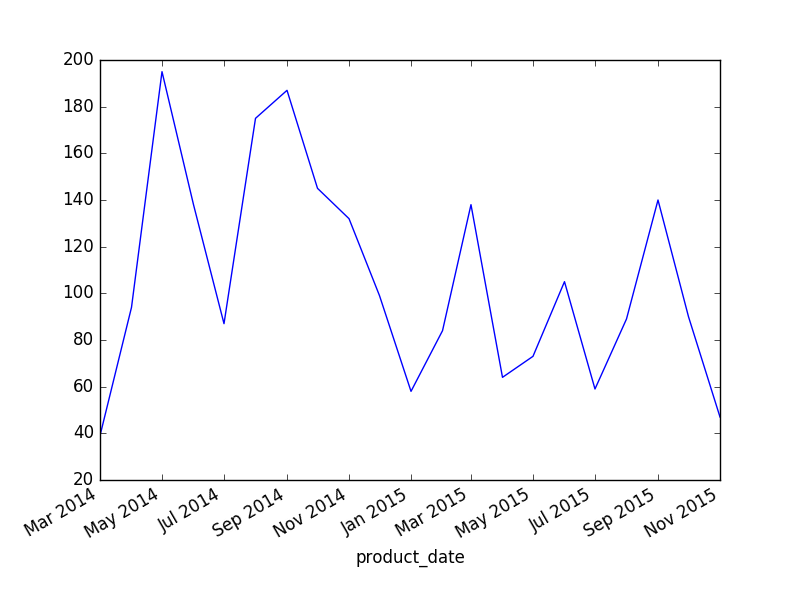 200
180
160
140
120
100
80
60
40
20
Mar 2014
May 2014
Jul 2014
Sep 2014
Nov 2014
Jan 2015
Mar 2015
May 2015
Jul 2015
Sep 2015
Nov 2015
product_date